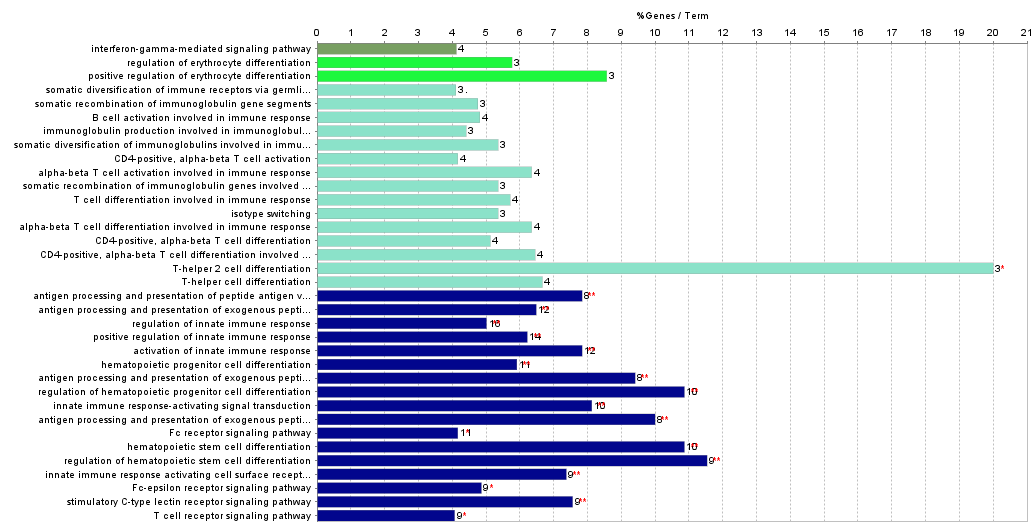 %Genes / Term
0 1 2 3 4 5 6 7 8 9 10 11 12 13 14 15 16 17 18 19 20 21
interferon-gamma-mediated signaling pathway 4
regulation of erythrocyte differentiation 3
positive regulation of erythrocyte differentiation 3
somatic diversification of immune receptors via germli... 3.
somatic recombination of immunoglobulin gene segments 3
B cell activation involved in immune response 4
immunoglobulin production involved in immunoglobul... 3
somatic diversification of immunoglobulins involved in immu... 3
CD4-positive, alpha-beta T cell activation 4
alpha-beta T cell activation involved in immune response 4
somatic recombination of immunoglobulin genes involved ... 3
T cell differentiation involved in immune response 4
isotype switching 3
alpha-beta T cell differentiation involved in immune response 4
CD4-positive, alpha-beta T cell differentiation 4
CD4-positive, alpha-beta T cell differentiation involved ... 4
T-helper 2 cell differentiation 3*
T-helper cell differentiation 4
antigen processing and presentation of peptide antigen v... 8**
antigen processing and presentation of exogenous pepti... 12**
regulation of innate immune response 16**
positive regulation of innate immune response 14**
activation of innate immune response 12**
hematopoietic progenitor cell differentiation 11**
antigen processing and presentation of exogenous pepti... 8**
regulation of hematopoietic progenitor cell differentiation 10**
innate immune response-activating signal transduction 10**
antigen processing and presentation of exogenous pepti... 8**
Fc receptor signaling pathway 11*
hematopoietic stem cell differentiation 10**
regulation of hematopoietic stem cell differentiation 9**
innate immune response activating cell surface recept... 9**
Fc-epsilon receptor signaling pathway 9*
stimulatory C-type lectin receptor signaling pathway 9**
T cell receptor signaling pathway 9*